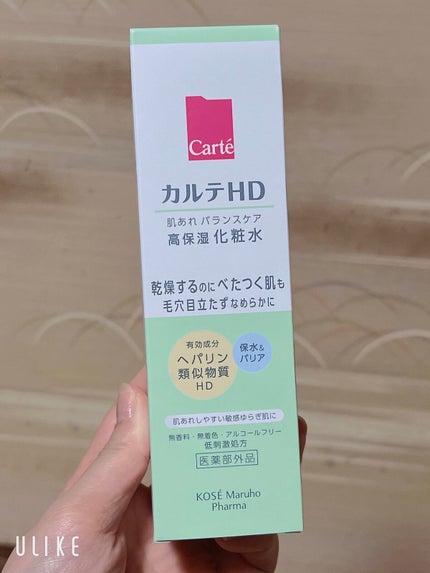 Carté
カルテHD
肌あれ バランスケア
高保湿 化粧水
乾燥するのにべたつく肌も
毛穴目立たずなめらかに
有効成分
ヘパリン
類似物質
HD
保水&
バリア
肌あれしやすい敏感ゆらぎ肌に
無香料・無着色・アルコールフリー
低刺激処方
医薬部外品
KOSÉ Maruho
Pharma
ULIKE